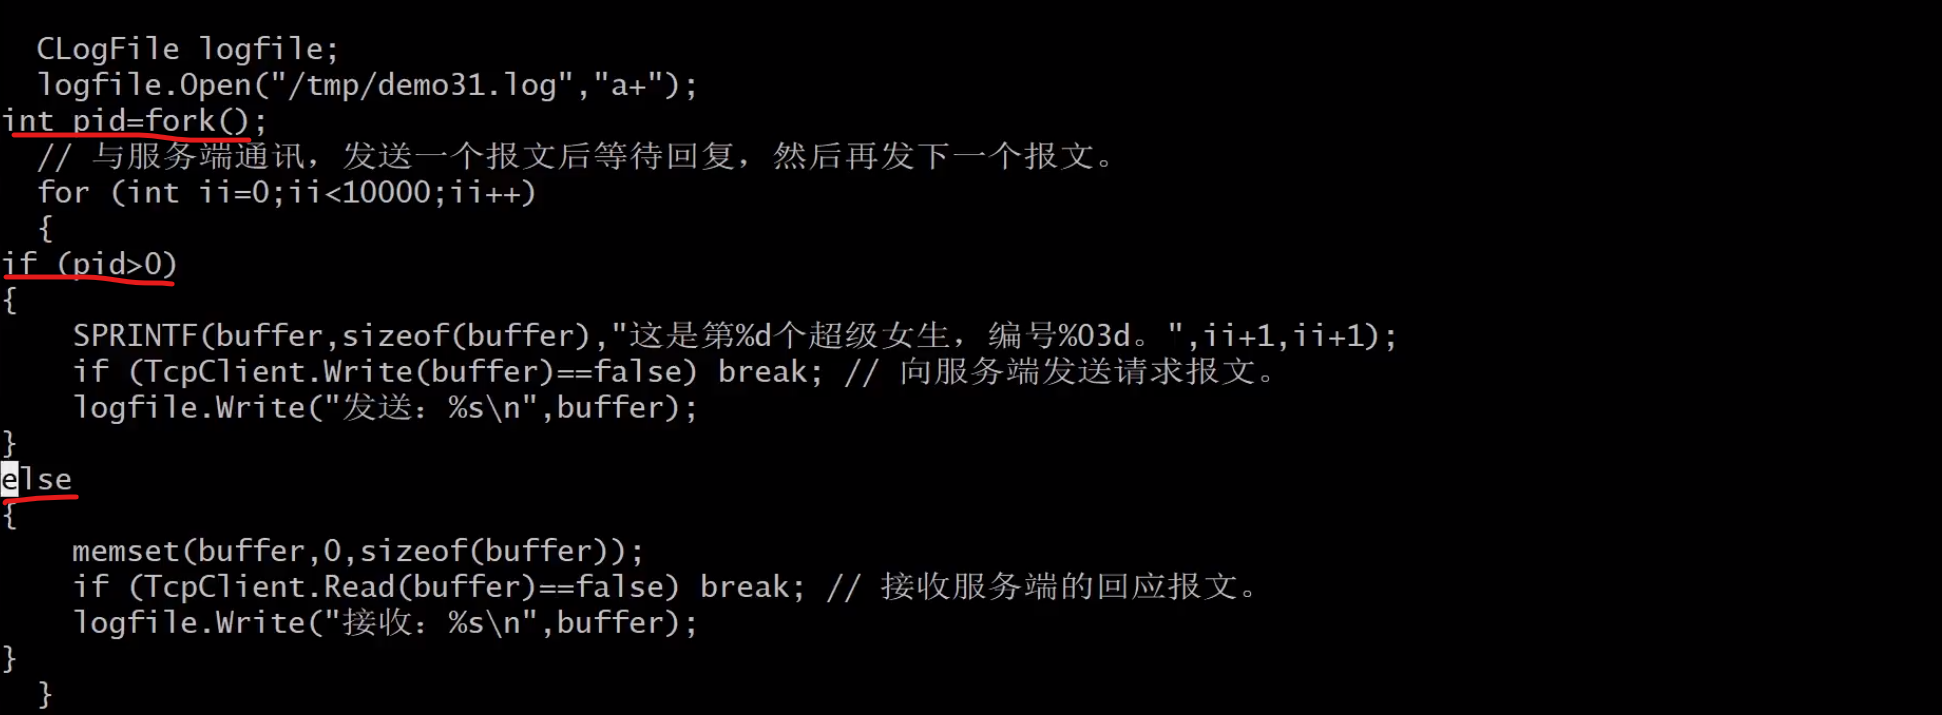 CLogFile logfile;
logfile.Open("/tmp/demo31.log","a+");
int pid=fork();
// 与服务端通讯，发送一个报文后等待回复，然后再发下一个报文。
for (int ii=0;ii<10000;ii++)
{
if (pid>0)
{
SPRINTF(buffer,sizeof(buffer),"这是第%d个超级女生，编号%03d。",ii+1,ii+1);
if (TcpClient.Write(buffer)==false) break; // 向服务端发送请求报文。
logfile.Write("发送：%s\n",buffer);
}
else
{
memset(buffer,0,sizeof(buffer));
if (TcpClient.Read(buffer)==false) break; // 接收服务端的回应报文。
logfile.Write("接收：%s\n",buffer);
}
}